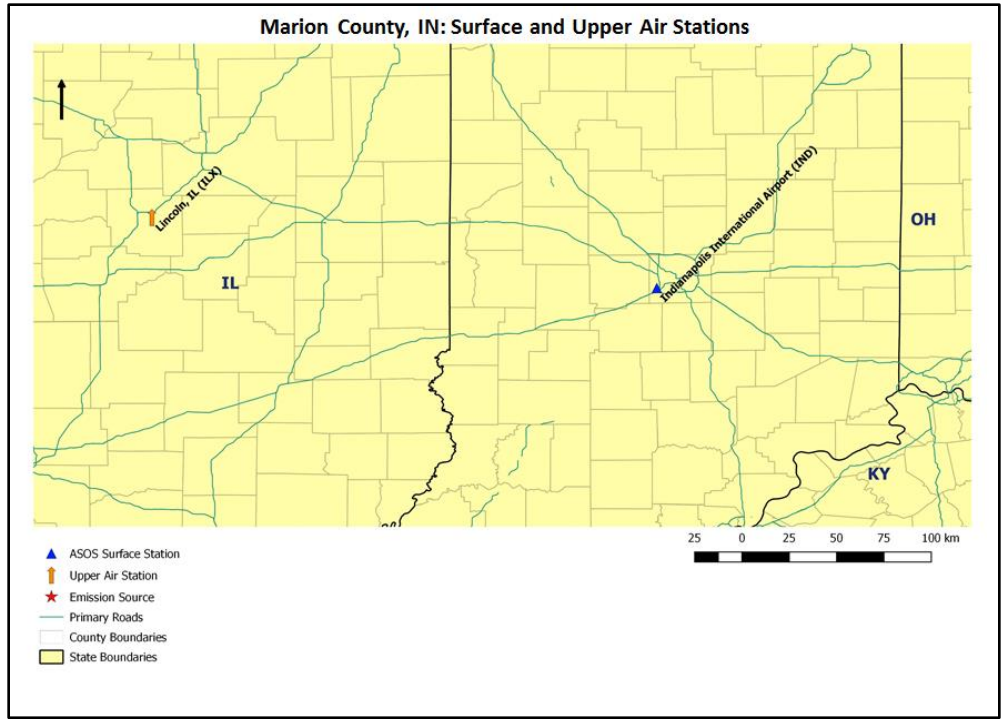 Marion County, IN: Surface and Upper Air Stations
Lincoln, IL (ILX)
Indianapolis International Airport (IND)
OH
IL
KY
25 0 25 50 75 100 km
ASOS Surface Station
Upper Air Station
Emission Source
Primary Roads
County Boundaries
State Boundaries